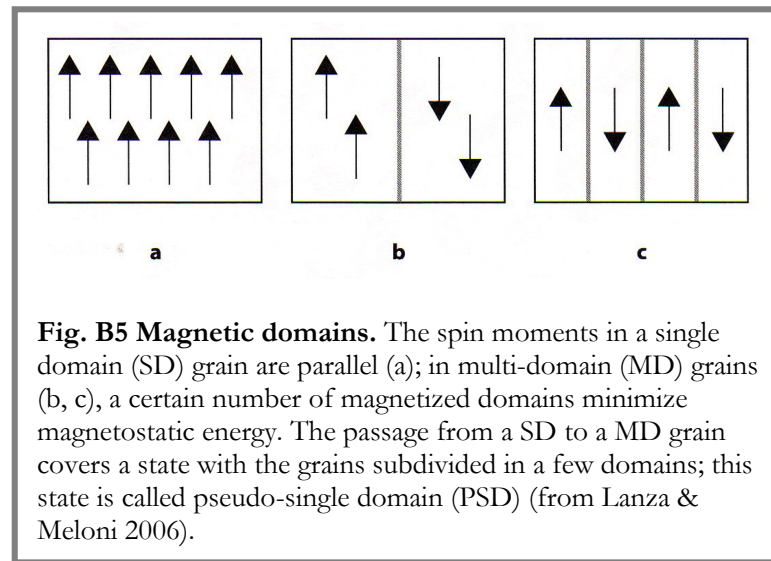 a b c
Fig. B5 Magnetic domains. The spin moments in a single
domain (SD) grain are parallel (a); in multi-domain (MD) grains
(b, c), a certain number of magnetized domains minimize
magnetostatic energy. The passage from a SD to a MD grain
covers a state with the grains subdivided in a few domains; this
state is called pseudo-single domain (PSD) (from Lanza &
Meloni 2006).